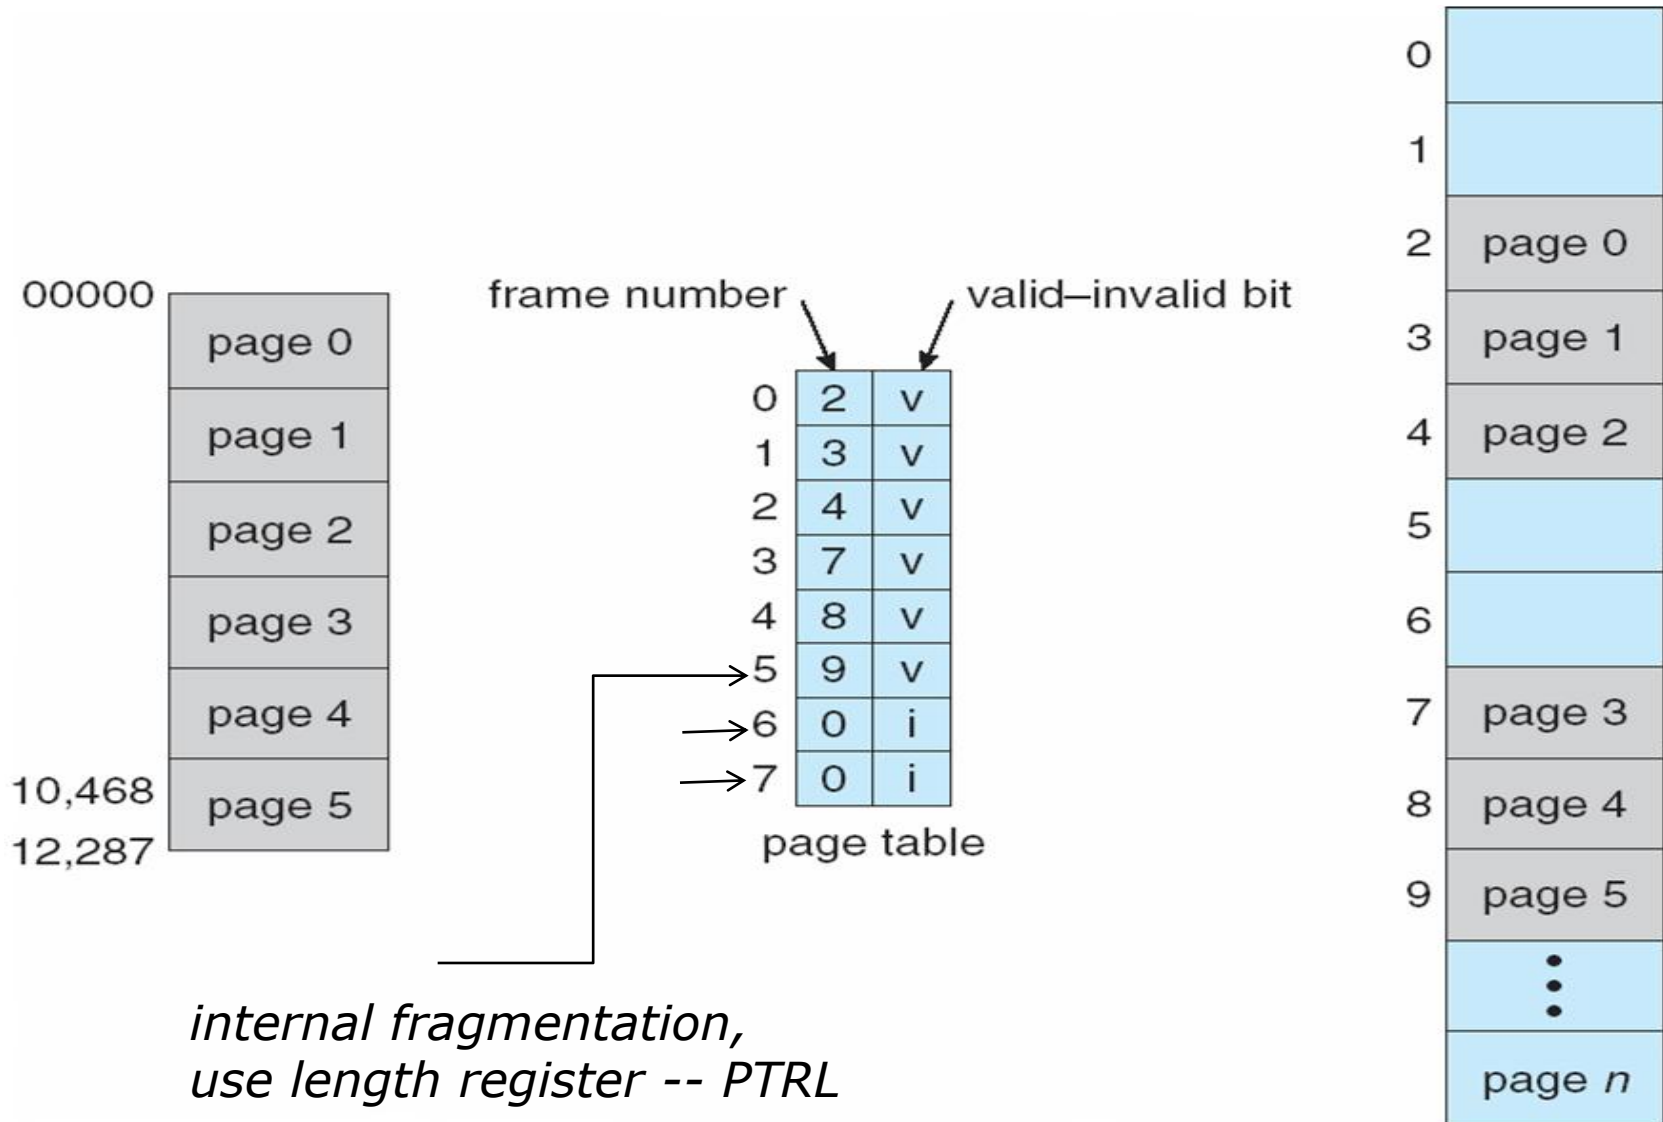 00000
page 0
page 1
page 2
page 3
page 4
10,468
page 5
12,287
frame number
valid–invalid bit
0 2 v
1 3 v
2 4 v
3 7 v
4 8 v
5 9 v
6 0 i
7 0 i
page table
internal fragmentation,
use length register -- PTRL
0
1
2 page 0
3 page 1
4 page 2
5
6
7 page 3
8 page 4
9 page 5
page n